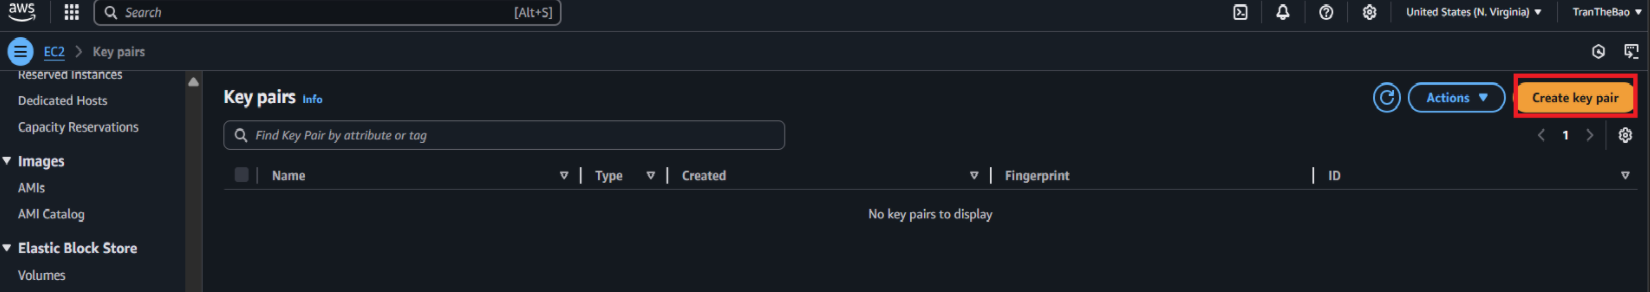 aws
Search
[Alt+S]
United States (N. Virginia)
TranTheBao
EC2
Key pairs
Reserved Instances
Dedicated Hosts
Capacity Reservations
Images
AMIs
AMI Catalog
Elastic Block Store
Volumes
Key pairs Info
Actions
Create key pair
Find Key Pair by attribute or tag
1
Name
Type
Created
Fingerprint
ID
No key pairs to display